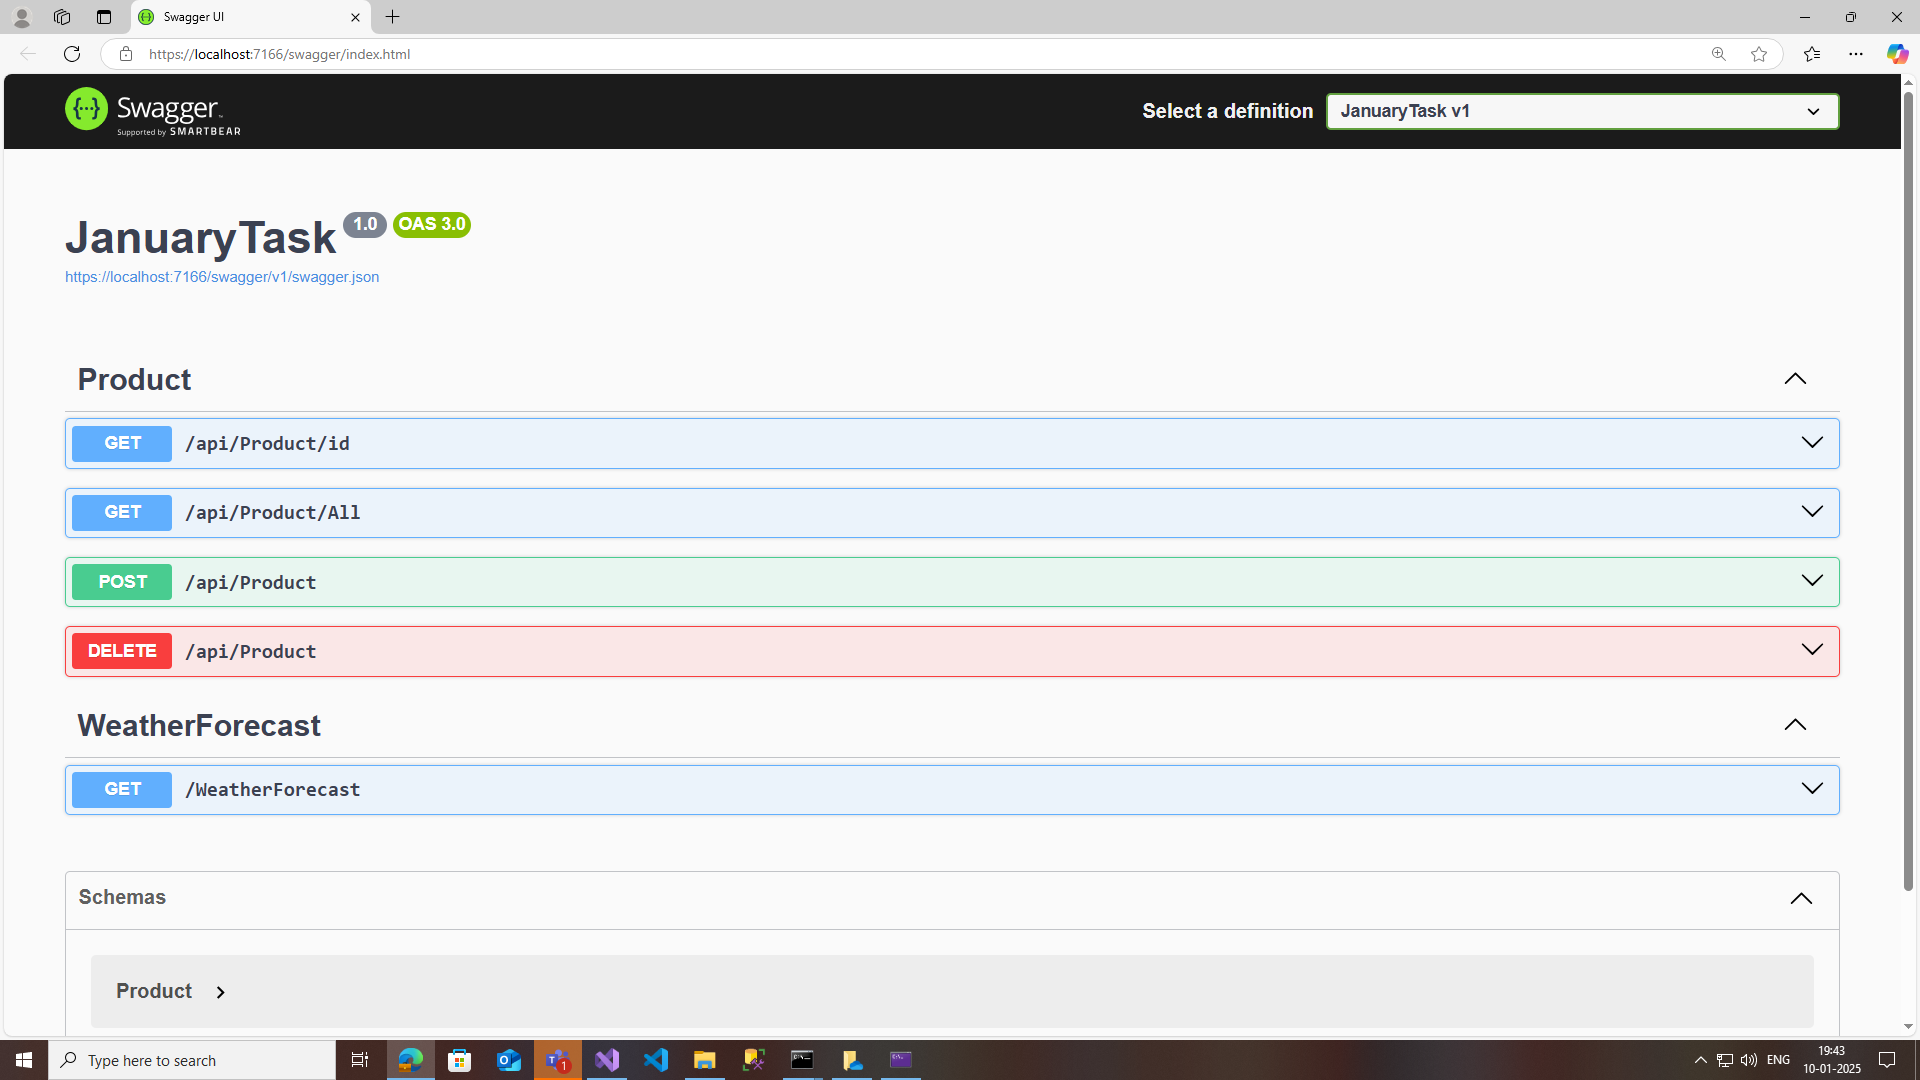 Swagger UI
https://localhost:7166/swagger/index.html
Swagger
Supported by SMARTBEAR
Select a definition
JanuaryTask v1
JanuaryTask 1.0 OAS 3.0
https://localhost:7166/swagger/v1/swagger.json
Product
GET /api/Product/id
GET /api/Product/All
POST /api/Product
DELETE /api/Product
WeatherForecast
GET /WeatherForecast
Schemas
Product
Type here to search
1
ENG
19:43
10-01-2025